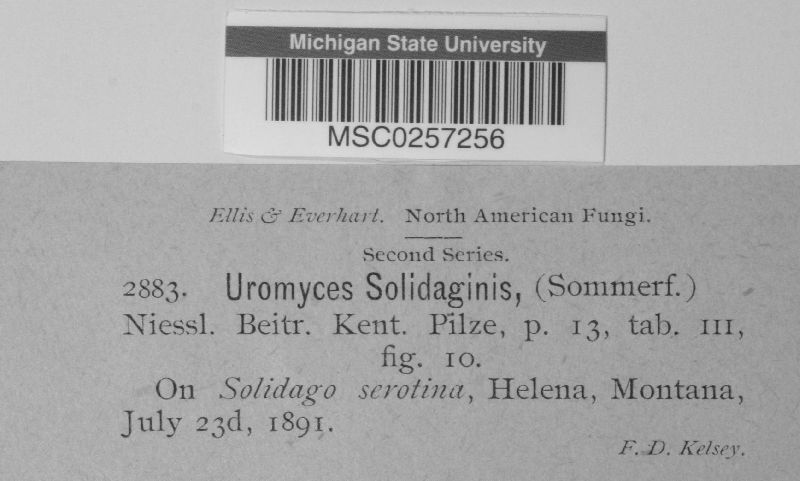 Michigan State University
MSC0257256
Ellis & Everhart. North American Fungi.
Second Series.
2883. Uromyces Solidaginis, (Sommerf.)
Niessl. Beitr. Kent. Pilze, p. 13, tab. III,
fig. 10.
On Solidago serotina, Helena, Montana,
July 23d, 1891.
F. D. Kelsey.